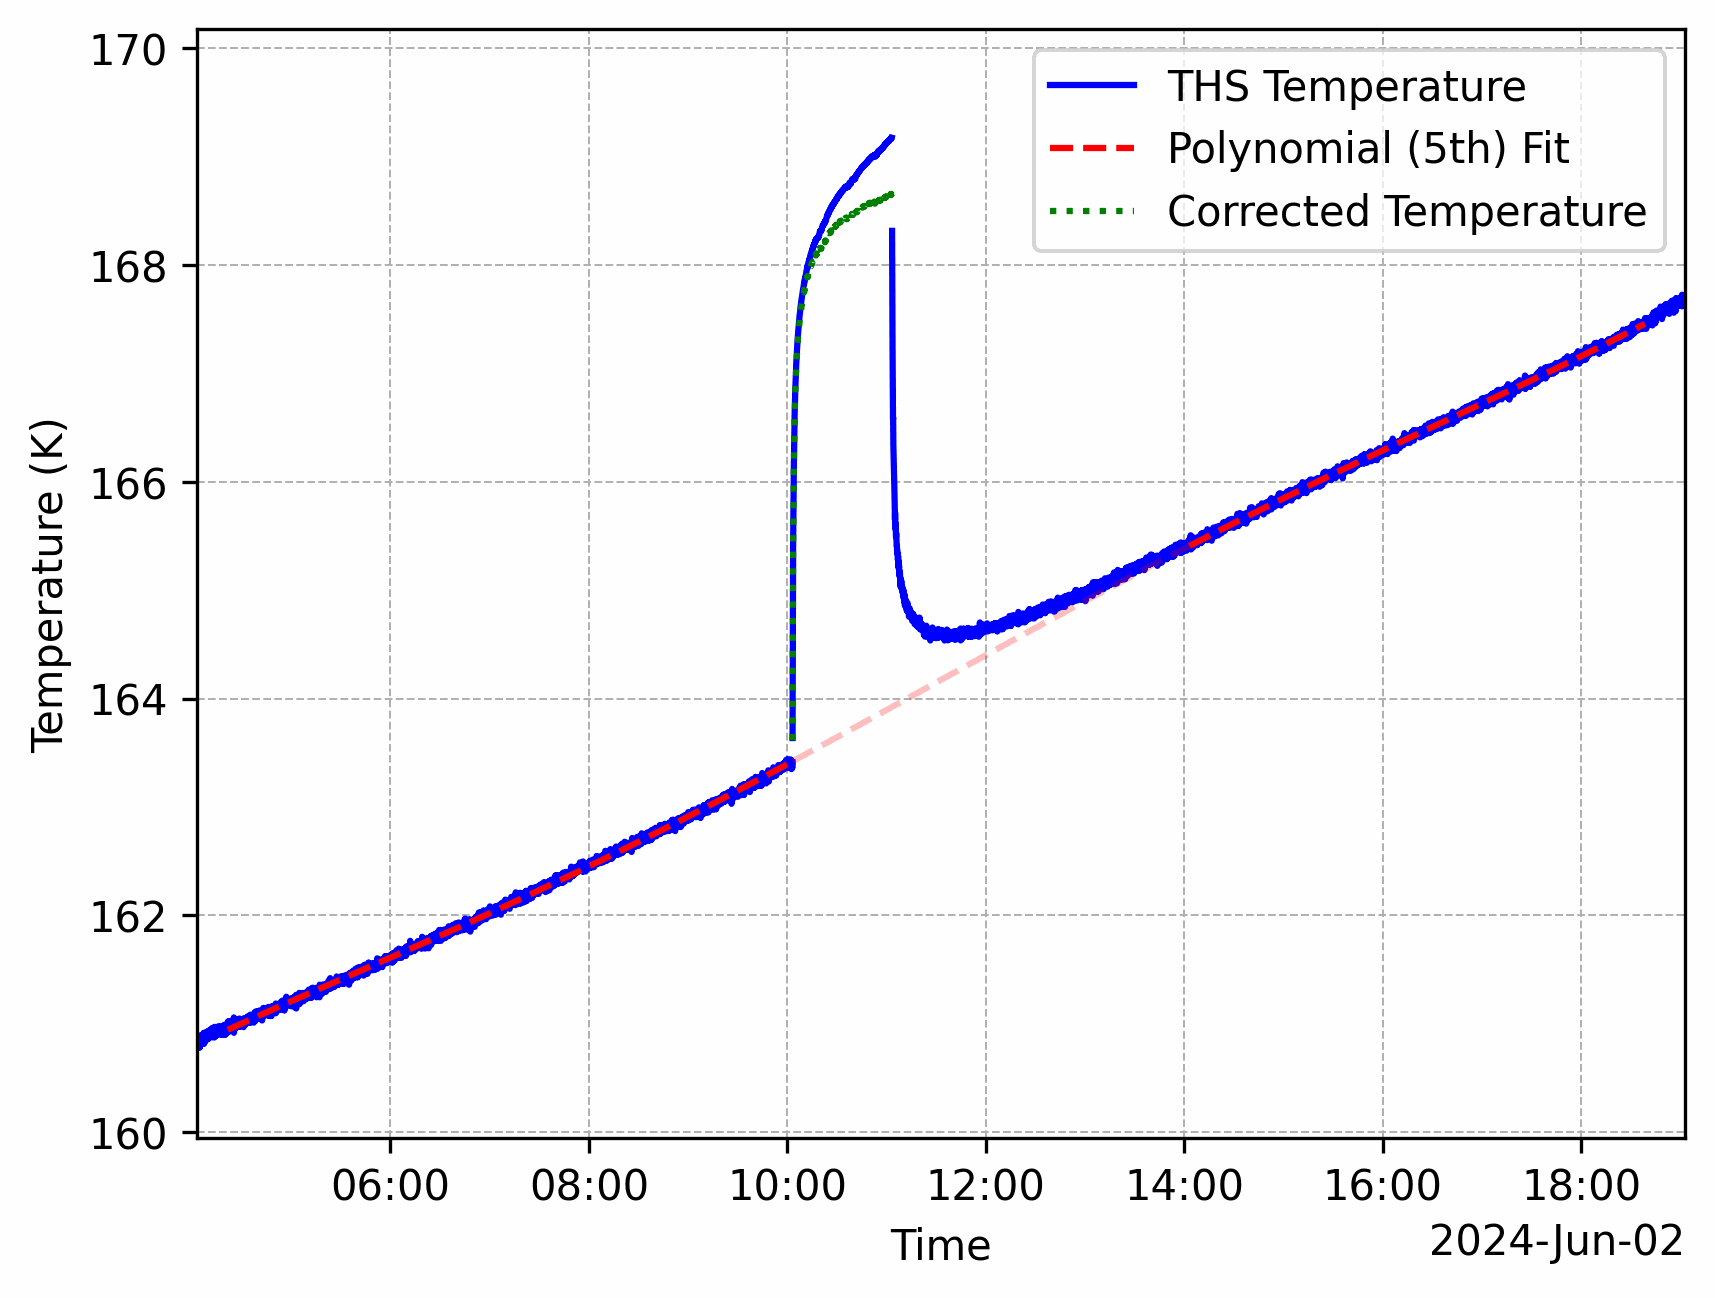 170
168
166
164
162
160
Temperature (K)
THS Temperature
Polynomial (5th) Fit
Corrected Temperature
06:00 08:00 10:00 12:00 14:00 16:00 18:00
Time
2024-Jun-02